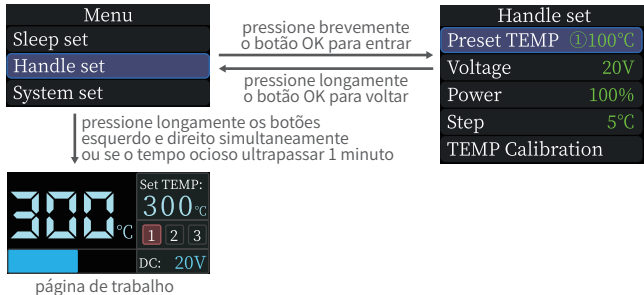 Menu
Sleep set
Handle set
System set
pressione brevemente
o botão OK para entrar
pressione longamente
o botão OK para voltar
Handle set
Preset TEMP ①100℃
Voltage 20V
Power 100%
Step 5℃
TEMP Calibration
pressione longamente os botões
esquerdo e direito simultaneamente
ou se o tempo ocioso ultrapassar 1 minuto
300℃
Set TEMP:
300℃
1 2 3
DC: 20V
página de trabalho